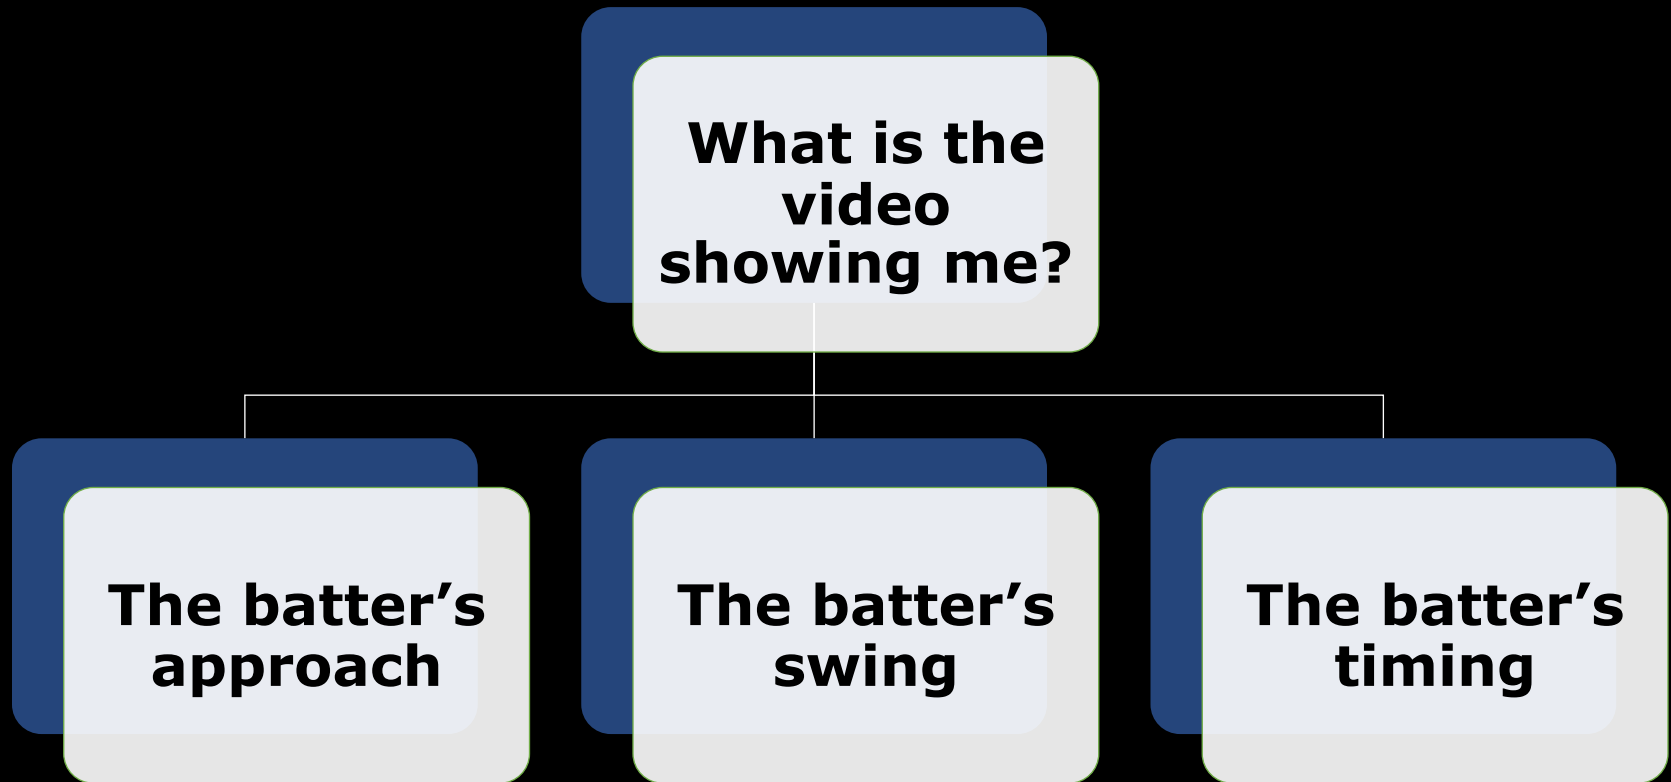 What is the
video
showing me?
The batter’s
approach
The batter’s
swing
The batter’s
timing